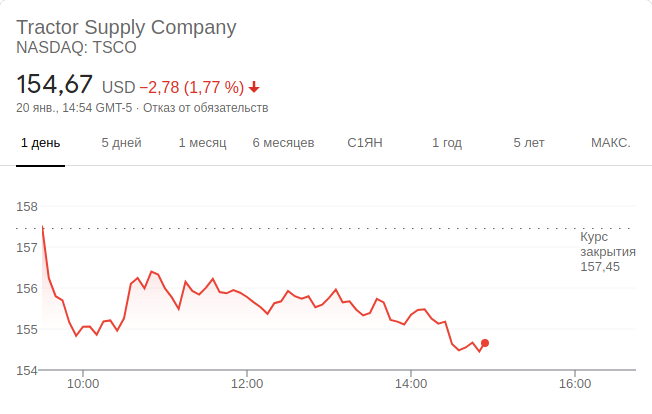 Tractor Supply Company
NASDAQ: TSCO
154,67 USD −2,78 (1,77 %)
20 янв., 14:54 GMT-5 · Отказ от обязательств
1 день 5 дней 1 месяц 6 месяцев С1ЯН 1 год 5 лет МАКС.
158
157
156
155
154
Курс
закрытия
157,45
10:00 12:00 14:00 16:00